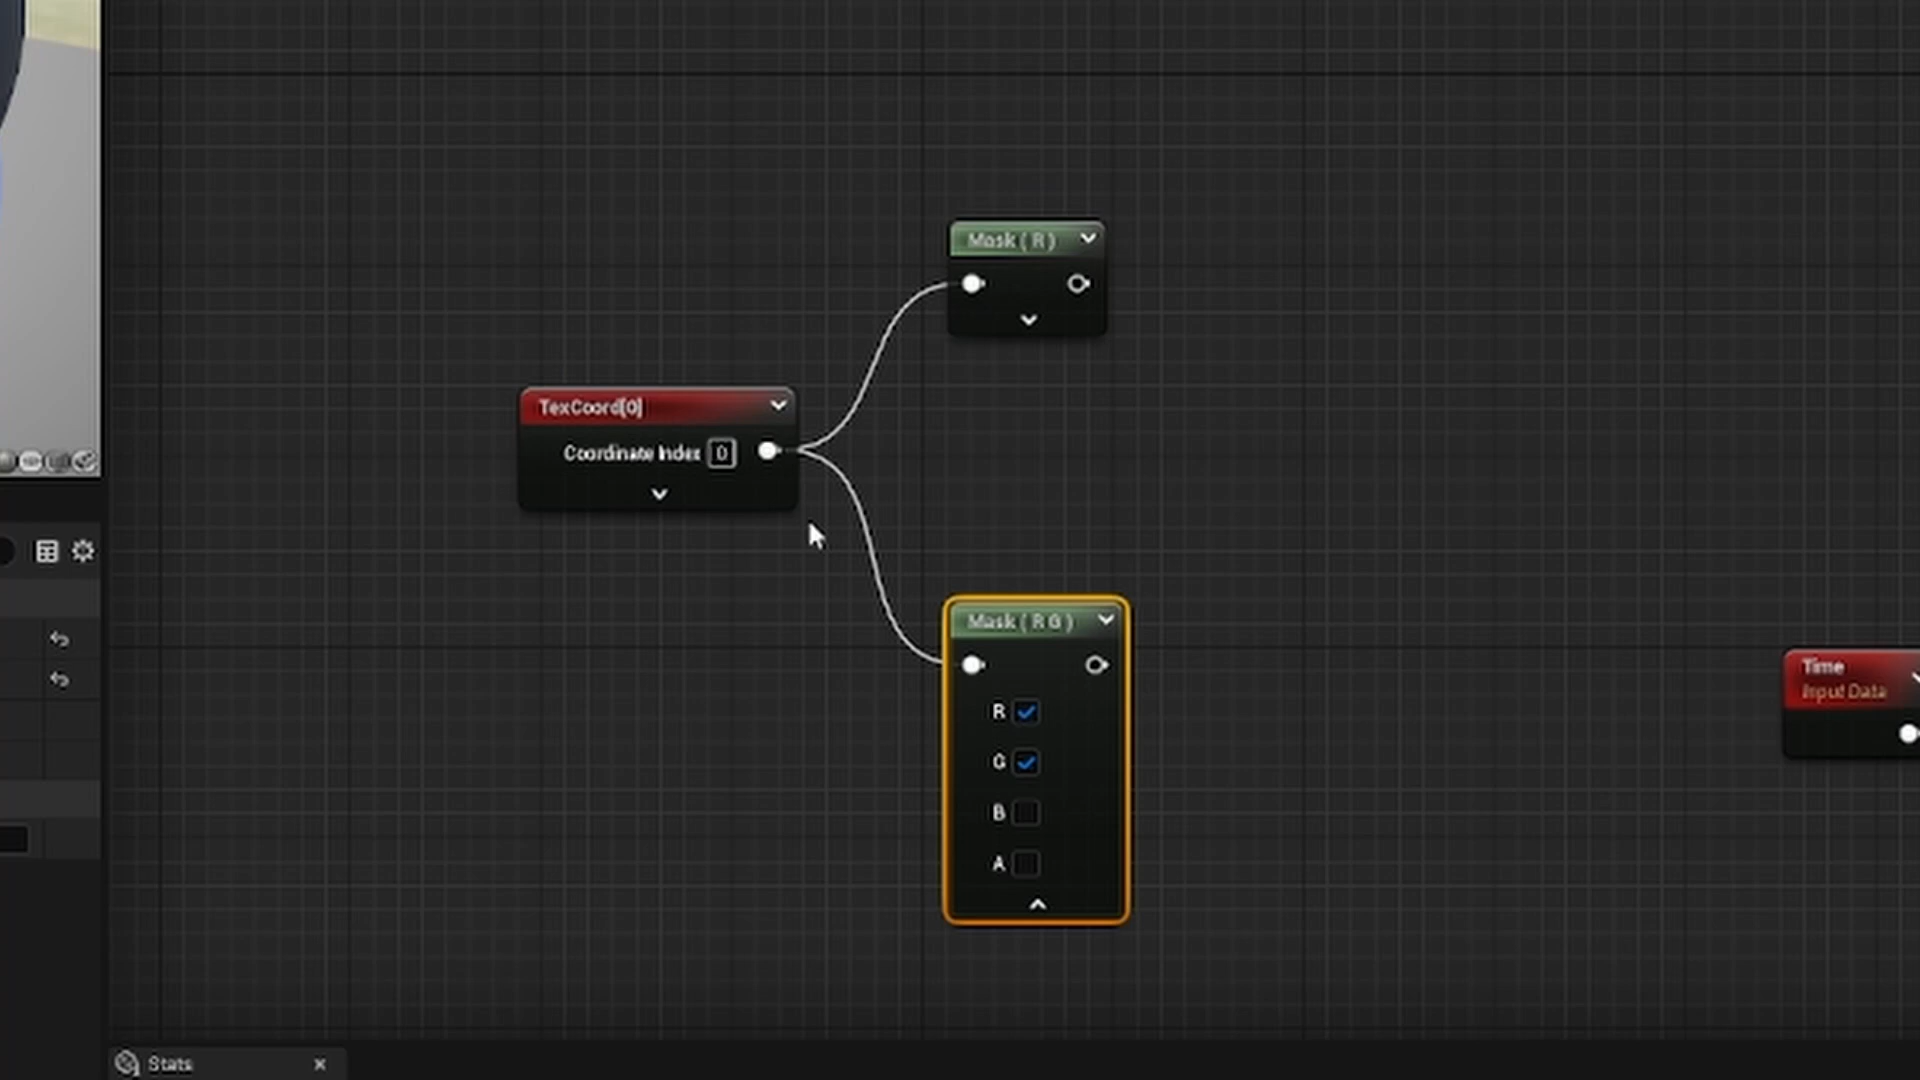 Mask ( R )
TexCoord[0]
Coordinate Index 0
Mask ( R G )
R
G
B
A
Time
Input Data
Stats